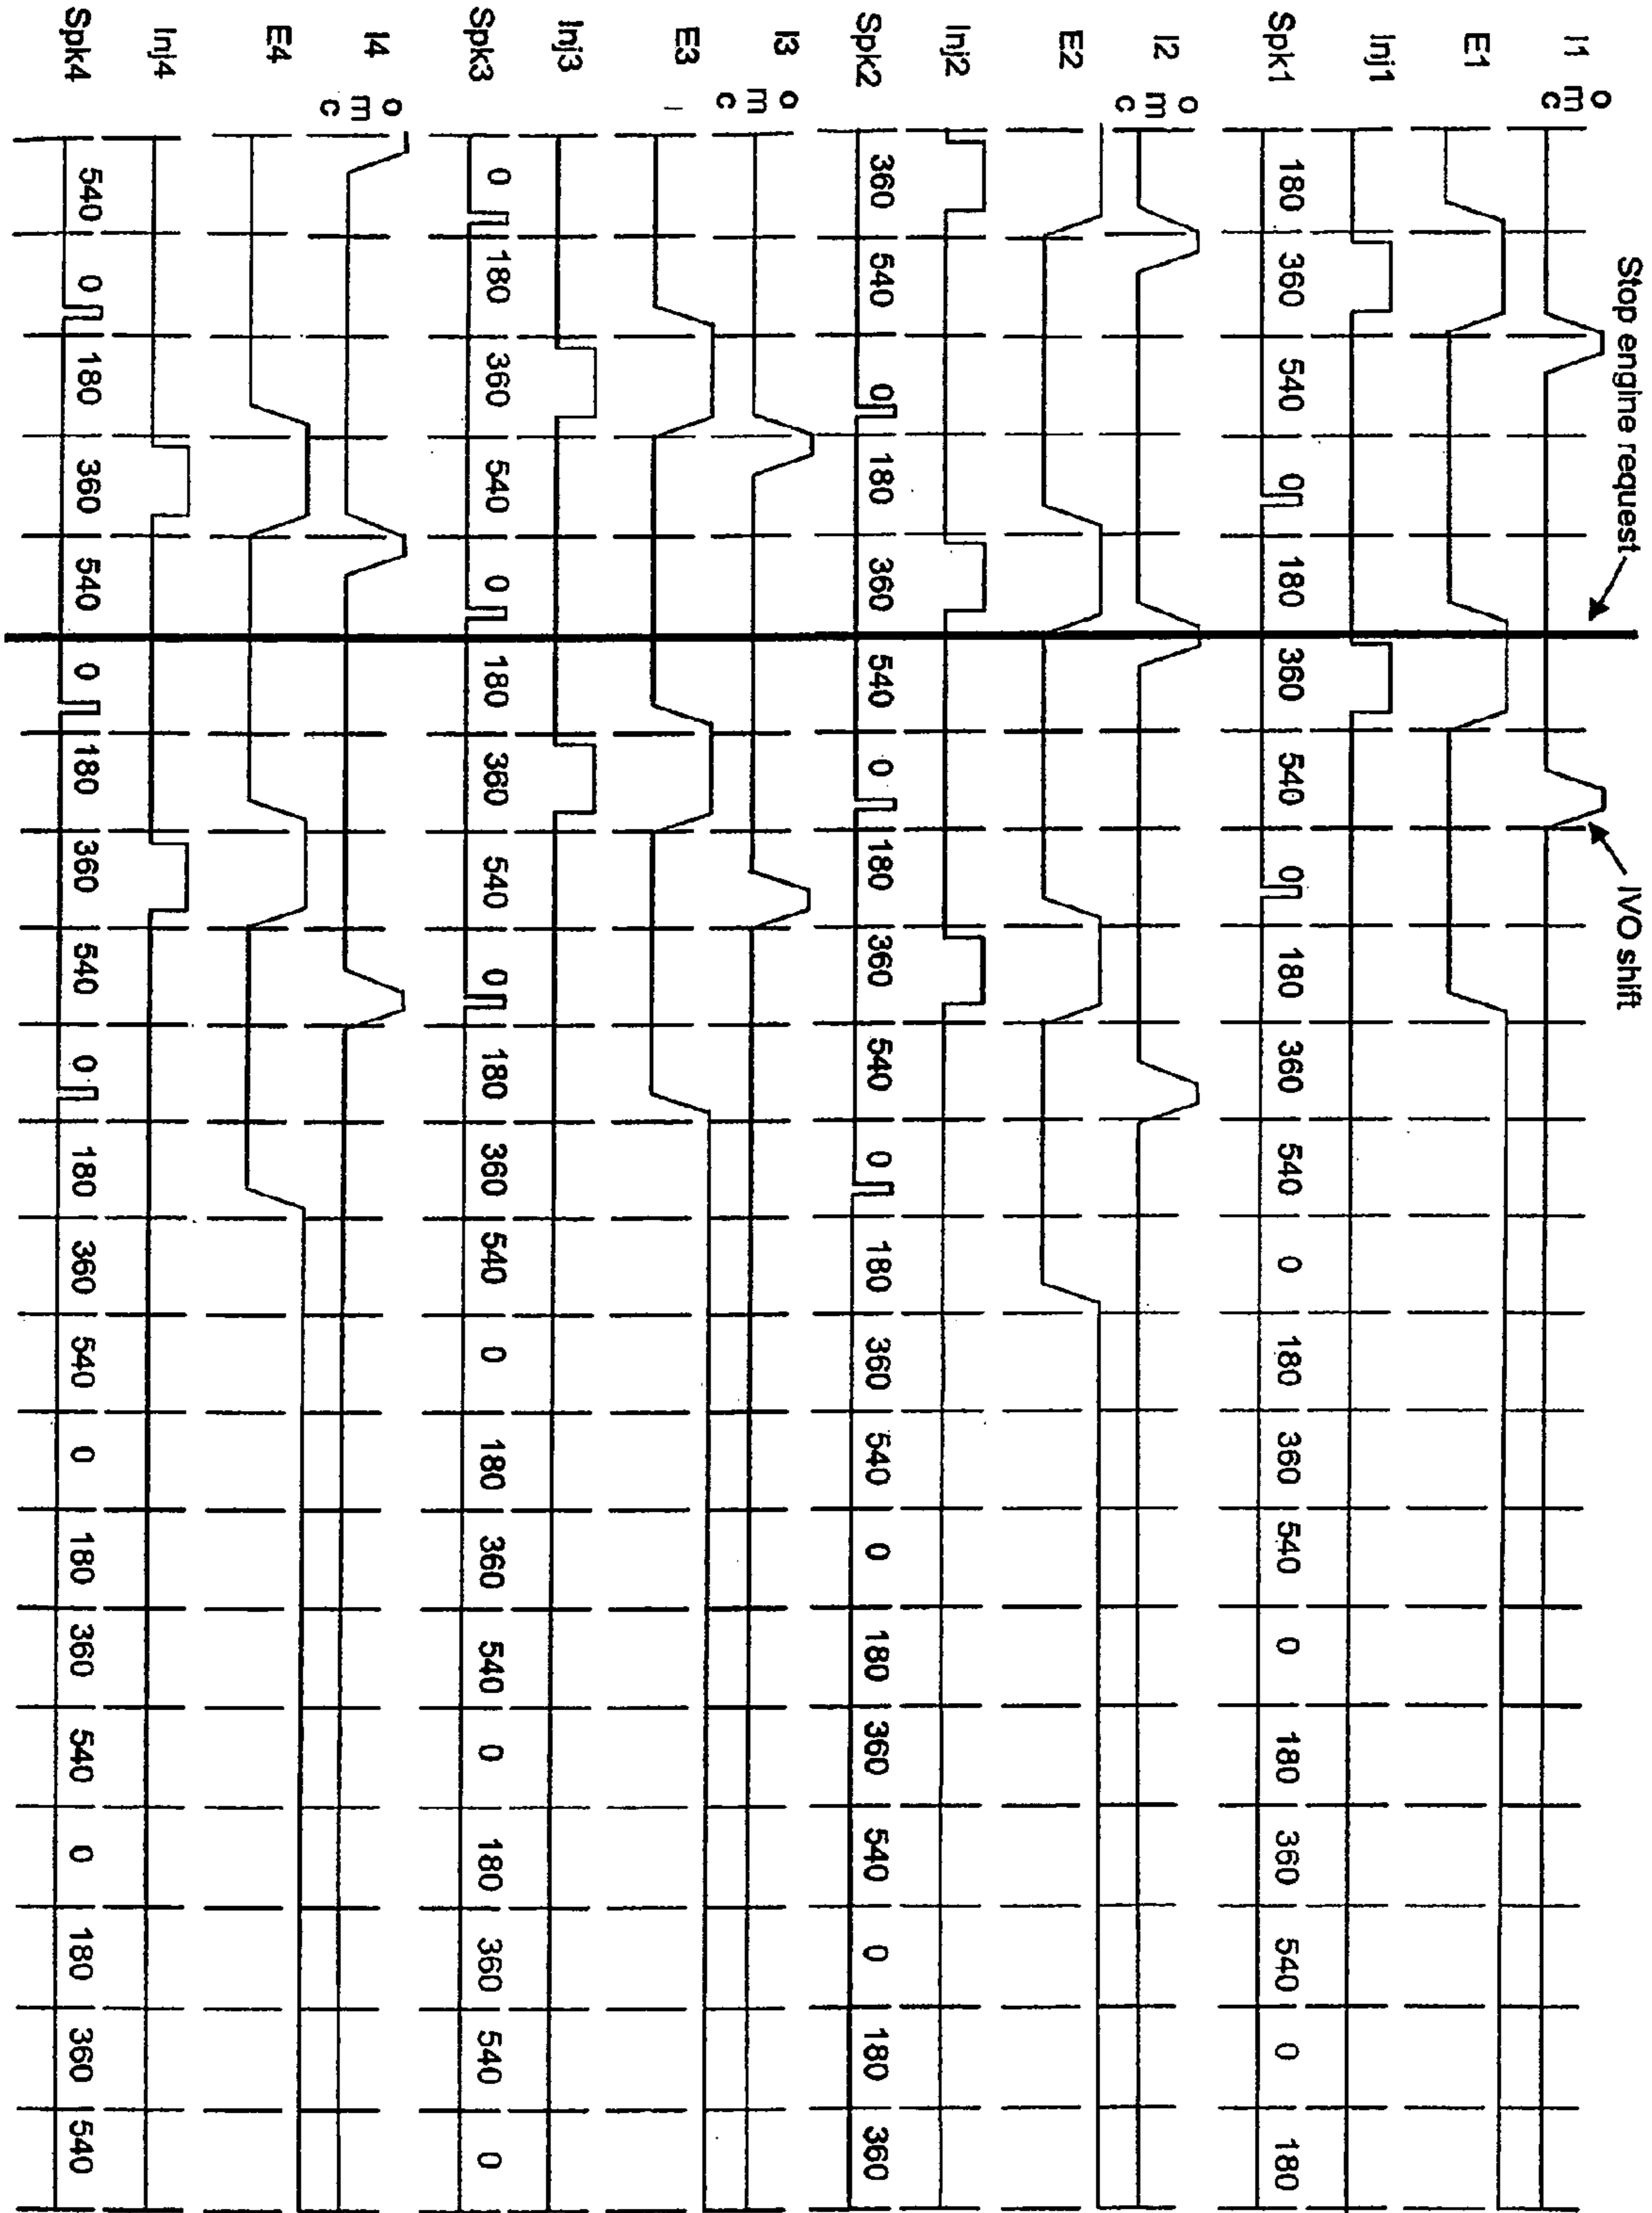 Stop engine request
IVO shift
I1
o
m
c
E1
Inj1
Spk1 180 360 540 0 180 360 540 0 180 360 540 0 180 360 540 0 180 360 540 0 180
I2
o
m
c
E2
Inj2
Spk2 360 540 0 180 360 540 0 180 360 540 0 180 360 540 0 180 360 540 0 180 360
I3
o
m
c
E3
Inj3
Spk3 0 180 360 540 0 180 360 540 0 180 360 540 0 180 360 540 0 180 360 540 0
I4
o
m
c
E4
Inj4
Spk4 540 0 180 360 540 0 180 360 540 0 180 360 540 0 180 360 540 0 180 360 540